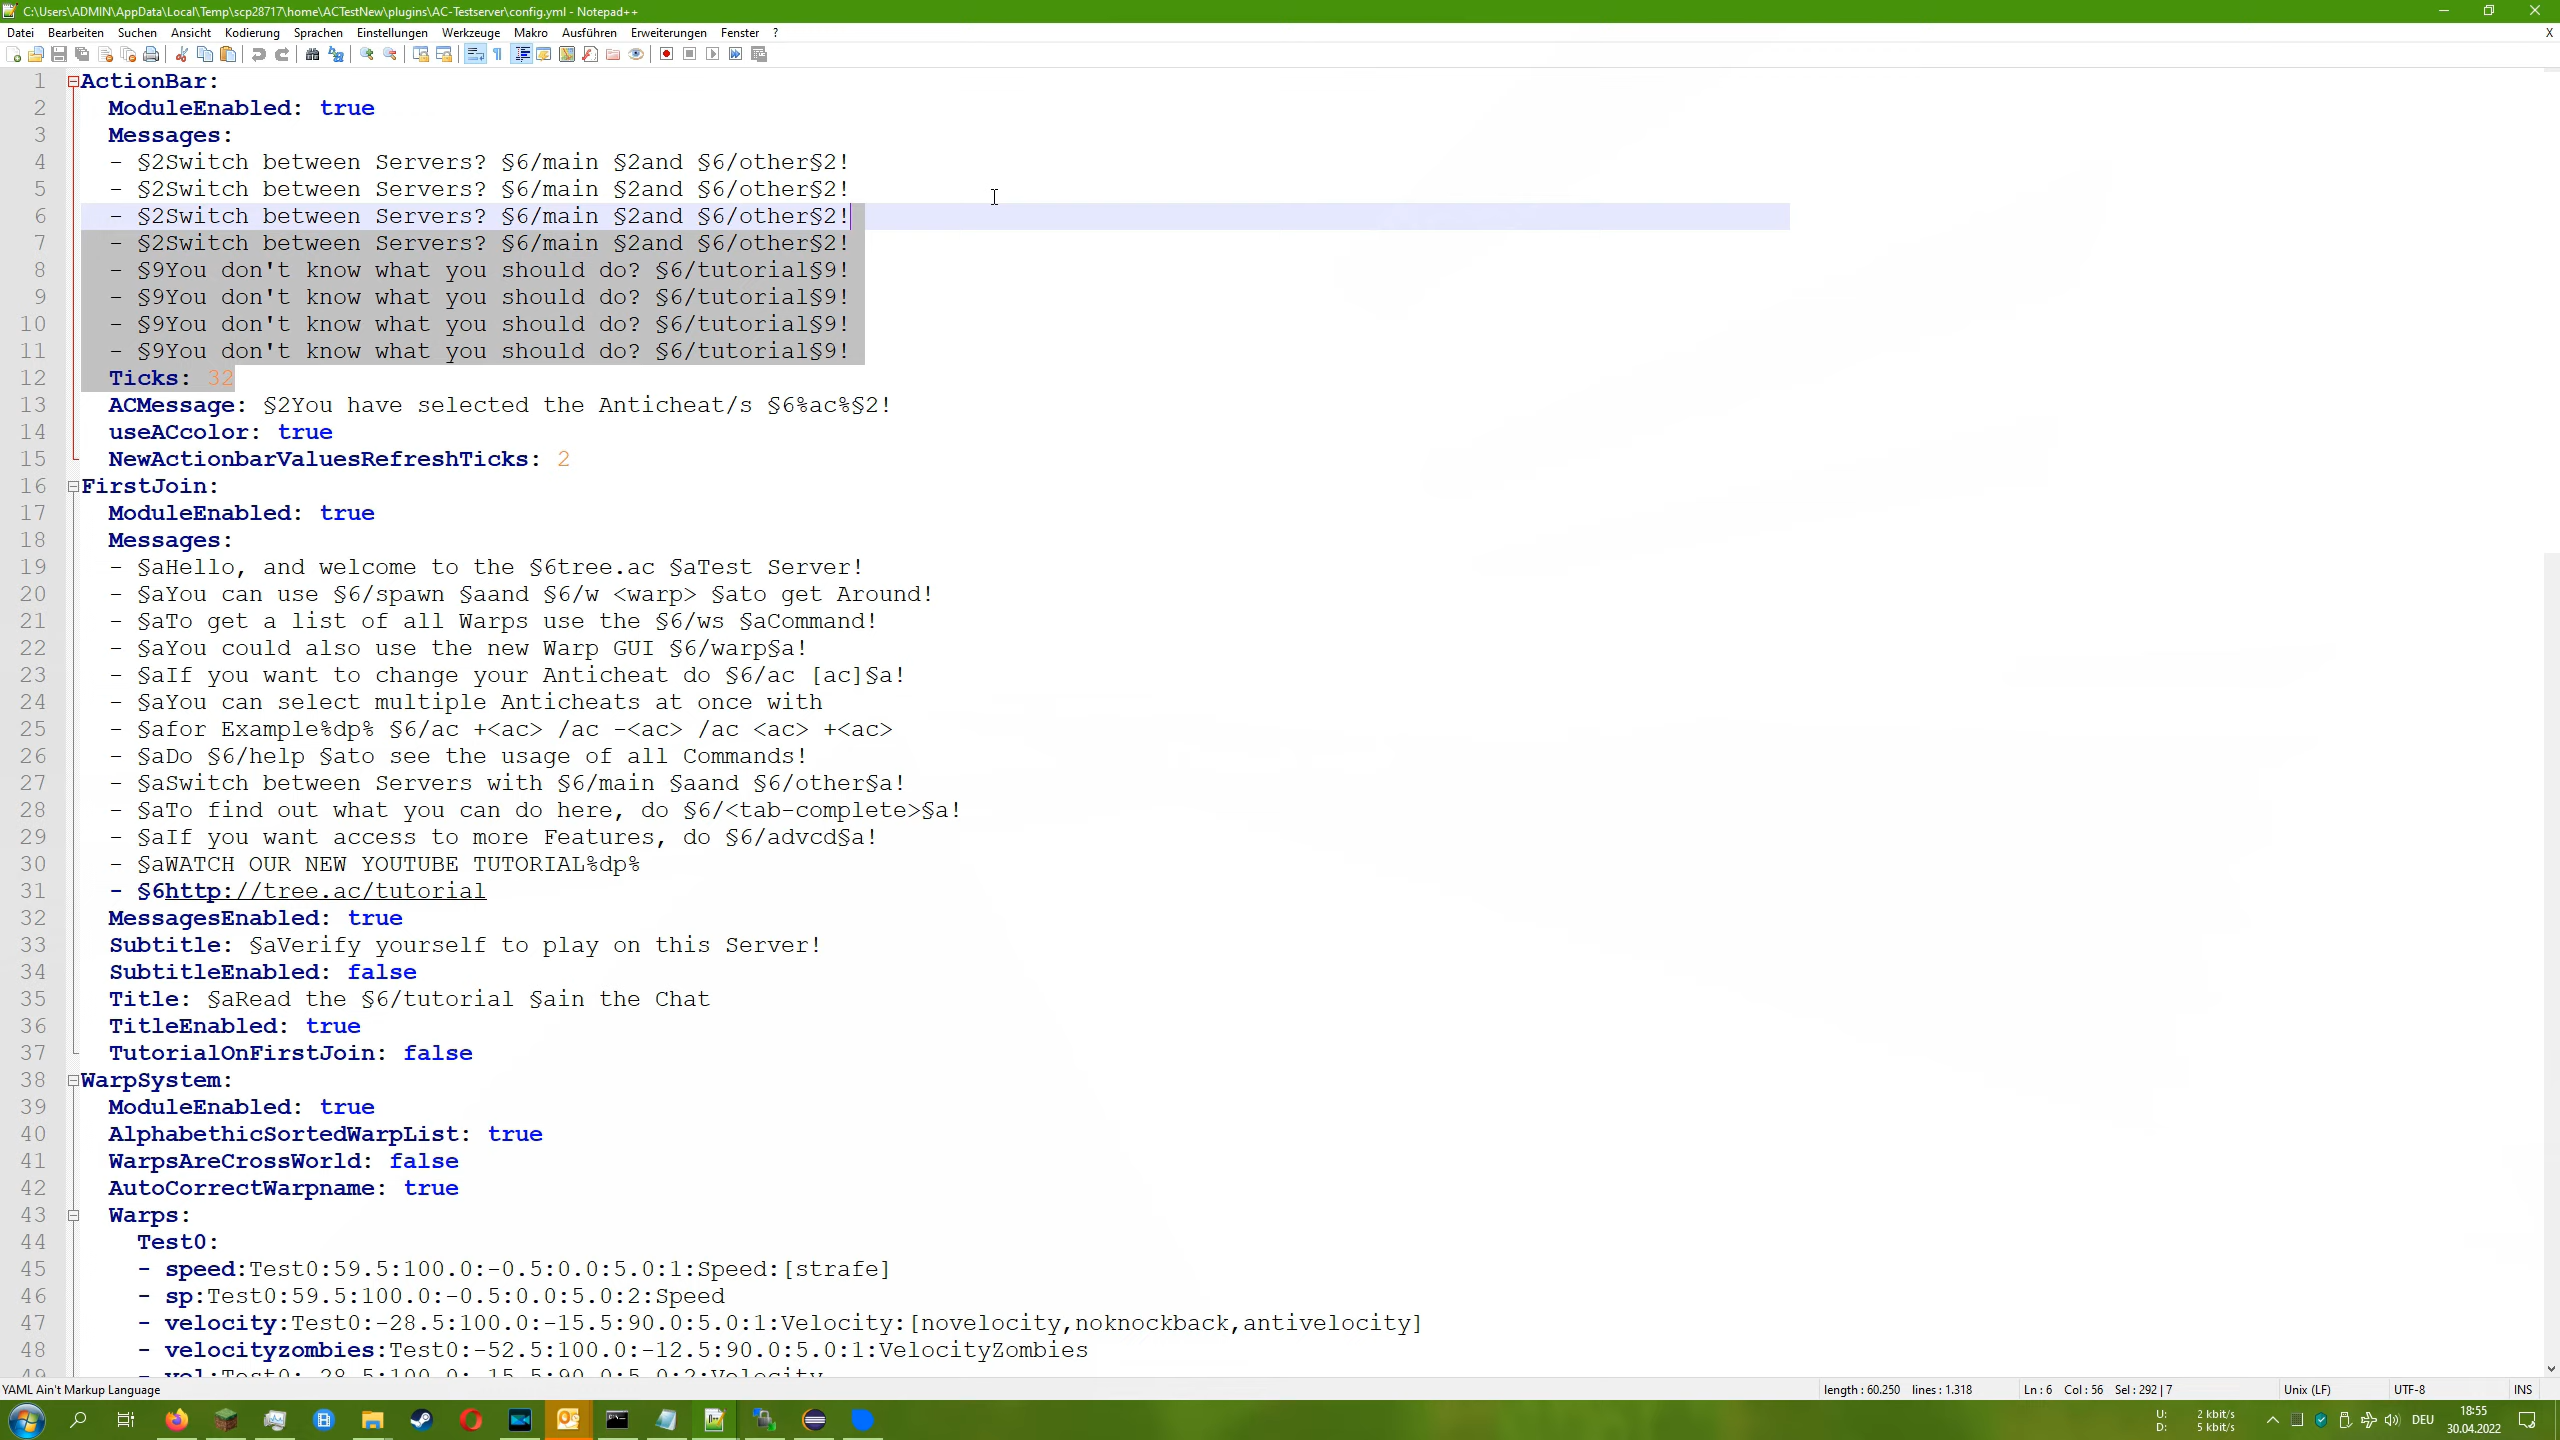 C:\Users\ADMIN\AppData\Local\Temp\scp28717\home\ACTestNew\plugins\AC-Testserver\config.yml - Notepad++
Datei Bearbeiten Suchen Ansicht Kodierung Sprachen Einstellungen Werkzeuge Makro Ausführen Erweiterungen Fenster ? X
1 ActionBar:
2 ModuleEnabled: true
3 Messages:
4 - §2Switch between Servers? §6/main §2and §6/other§2!
5 - §2Switch between Servers? §6/main §2and §6/other§2!
6 - §2Switch between Servers? §6/main §2and §6/other§2!
7 - §2Switch between Servers? §6/main §2and §6/other§2!
8 - §9You don't know what you should do? §6/tutorial§9!
9 - §9You don't know what you should do? §6/tutorial§9!
10 - §9You don't know what you should do? §6/tutorial§9!
11 - §9You don't know what you should do? §6/tutorial§9!
12 Ticks: 32
13 ACMessage: §2You have selected the Anticheat/s §6%ac%§2!
14 useACcolor: true
15 NewActionbarValuesRefreshTicks: 2
16 FirstJoin:
17 ModuleEnabled: true
18 Messages:
19 - §aHello, and welcome to the §6tree.ac §aTest Server!
20 - §aYou can use §6/spawn §aand §6/w <warp> §ato get Around!
21 - §aTo get a list of all Warps use the §6/ws §aCommand!
22 - §aYou could also use the new Warp GUI §6/warp§a!
23 - §aIf you want to change your Anticheat do §6/ac [ac]§a!
24 - §aYou can select multiple Anticheats at once with
25 - §afor Example%dp% §6/ac +<ac> /ac -<ac> /ac <ac> +<ac>
26 - §aDo §6/help §ato see the usage of all Commands!
27 - §aSwitch between Servers with §6/main §aand §6/other§a!
28 - §aTo find out what you can do here, do §6/<tab-complete>§a!
29 - §aIf you want access to more Features, do §6/advcd§a!
30 - §aWATCH OUR NEW YOUTUBE TUTORIAL%dp%
31 - §6http://tree.ac/tutorial
32 MessagesEnabled: true
33 Subtitle: §aVerify yourself to play on this Server!
34 SubtitleEnabled: false
35 Title: §aRead the §6/tutorial §ain the Chat
36 TitleEnabled: true
37 TutorialOnFirstJoin: false
38 WarpSystem:
39 ModuleEnabled: true
40 AlphabethicSortedWarpList: true
41 WarpsAreCrossWorld: false
42 AutoCorrectWarpname: true
43 Warps:
44 Test0:
45 - speed:Test0:59.5:100.0:-0.5:0.0:5.0:1:Speed:[strafe]
46 - sp:Test0:59.5:100.0:-0.5:0.0:5.0:2:Speed
47 - velocity:Test0:-28.5:100.0:-15.5:90.0:5.0:1:Velocity:[novelocity,noknockback,antivelocity]
48 - velocityzombies:Test0:-52.5:100.0:-12.5:90.0:5.0:1:VelocityZombies
49 - vel:Test0:-28.5:100.0:-15.5:90.0:5.0:2:Velocity
YAML Ain't Markup Language length : 60.250 lines : 1.318 Ln : 6 Col : 56 Sel : 292 | 7 Unix (LF) UTF-8 INS
U: 2 kbit/s
D: 5 kbit/s
DEU
18:55
30.04.2022